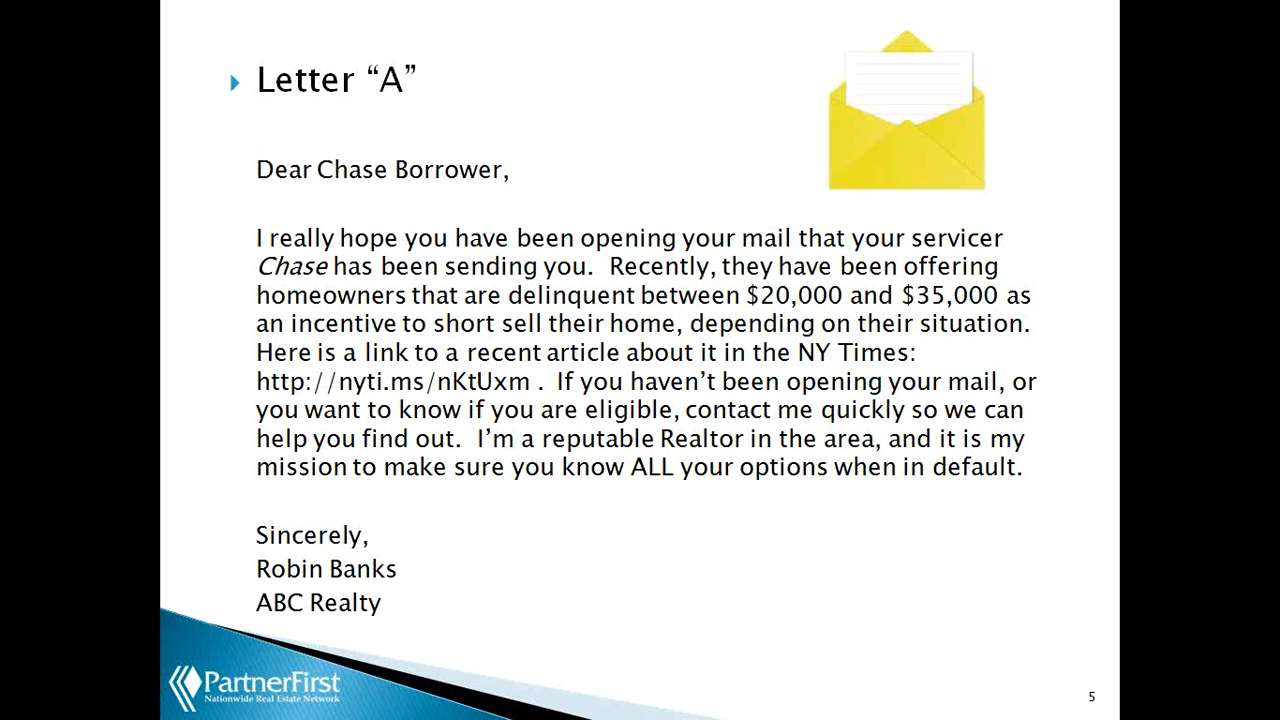 Letter “A”
Dear Chase Borrower,
I really hope you have been opening your mail that your servicer
Chase has been sending you.  Recently, they have been offering
homeowners that are delinquent between $20,000 and $35,000 as
an incentive to short sell their home, depending on their situation.
Here is a link to a recent article about it in the NY Times:
http://nyti.ms/nKtUxm .  If you haven’t been opening your mail, or
you want to know if you are eligible, contact me quickly so we can
help you find out.  I’m a reputable Realtor in the area, and it is my
mission to make sure you know ALL your options when in default.
Sincerely,
Robin Banks
ABC Realty
PartnerFirst
Nationwide Real Estate Network
5